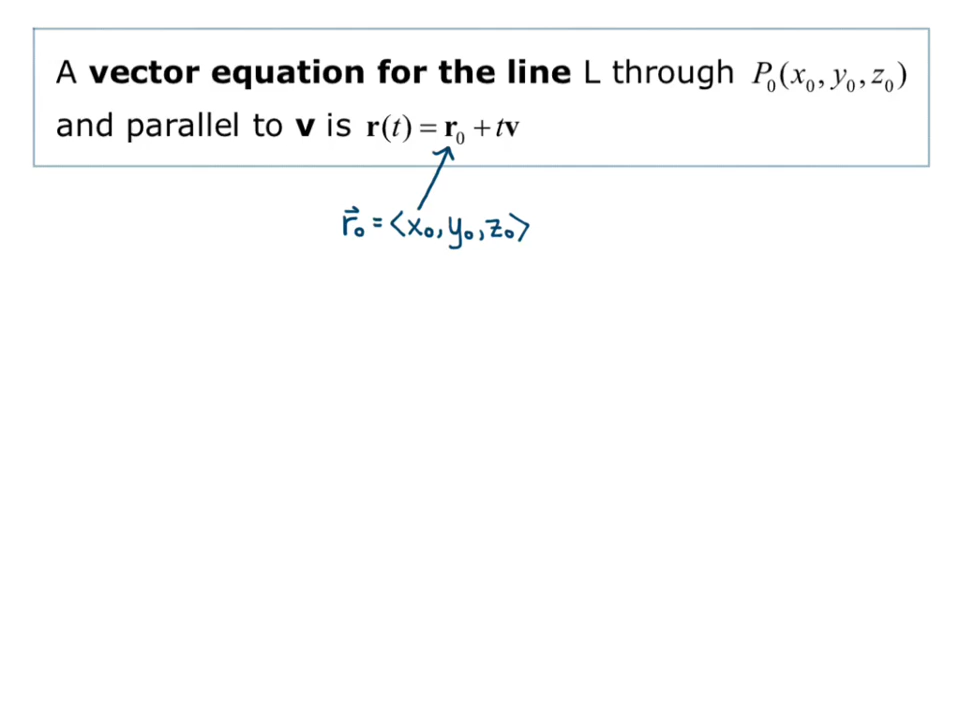 A vector equation for the line L through P₀(x₀, y₀, z₀)
and parallel to v is r(t) = r₀ + tv
r⃗₀ = ⟨x₀, y₀, z₀⟩